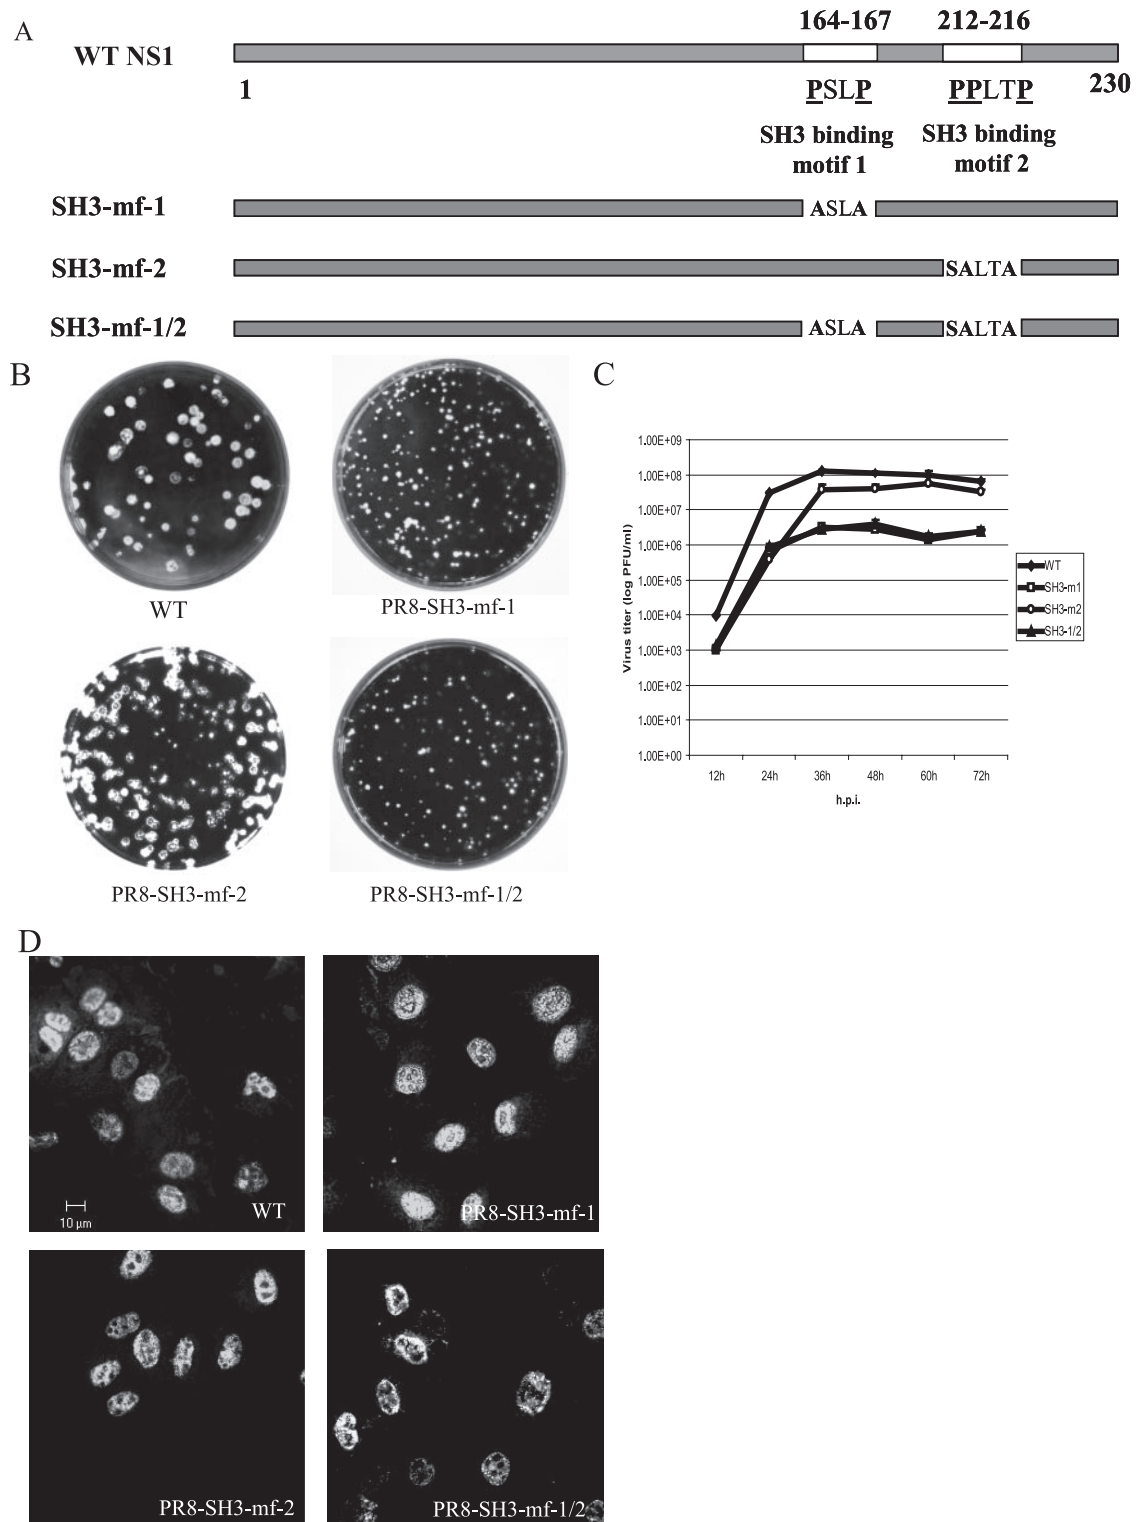 A
164-167 212-216
WT NS1
1 PSLP PPLTP 230
SH3 binding motif 1
SH3 binding motif 2
SH3-mf-1 ASLA
SH3-mf-2 SALTA
SH3-mf-1/2 ASLA SALTA
B
WT
PR8-SH3-mf-1
PR8-SH3-mf-2
PR8-SH3-mf-1/2
C
Virus titer (log PFU/ml)
1.00E+09
1.00E+08
1.00E+07
1.00E+06
1.00E+05
1.00E+04
1.00E+03
1.00E+02
1.00E+01
1.00E+00
12h 24h 36h 48h 60h 72h
h.p.i.
WT
SH3-m1
SH3-m2
SH3-1/2
D
10 µm
WT
PR8-SH3-mf-1
PR8-SH3-mf-2
PR8-SH3-mf-1/2